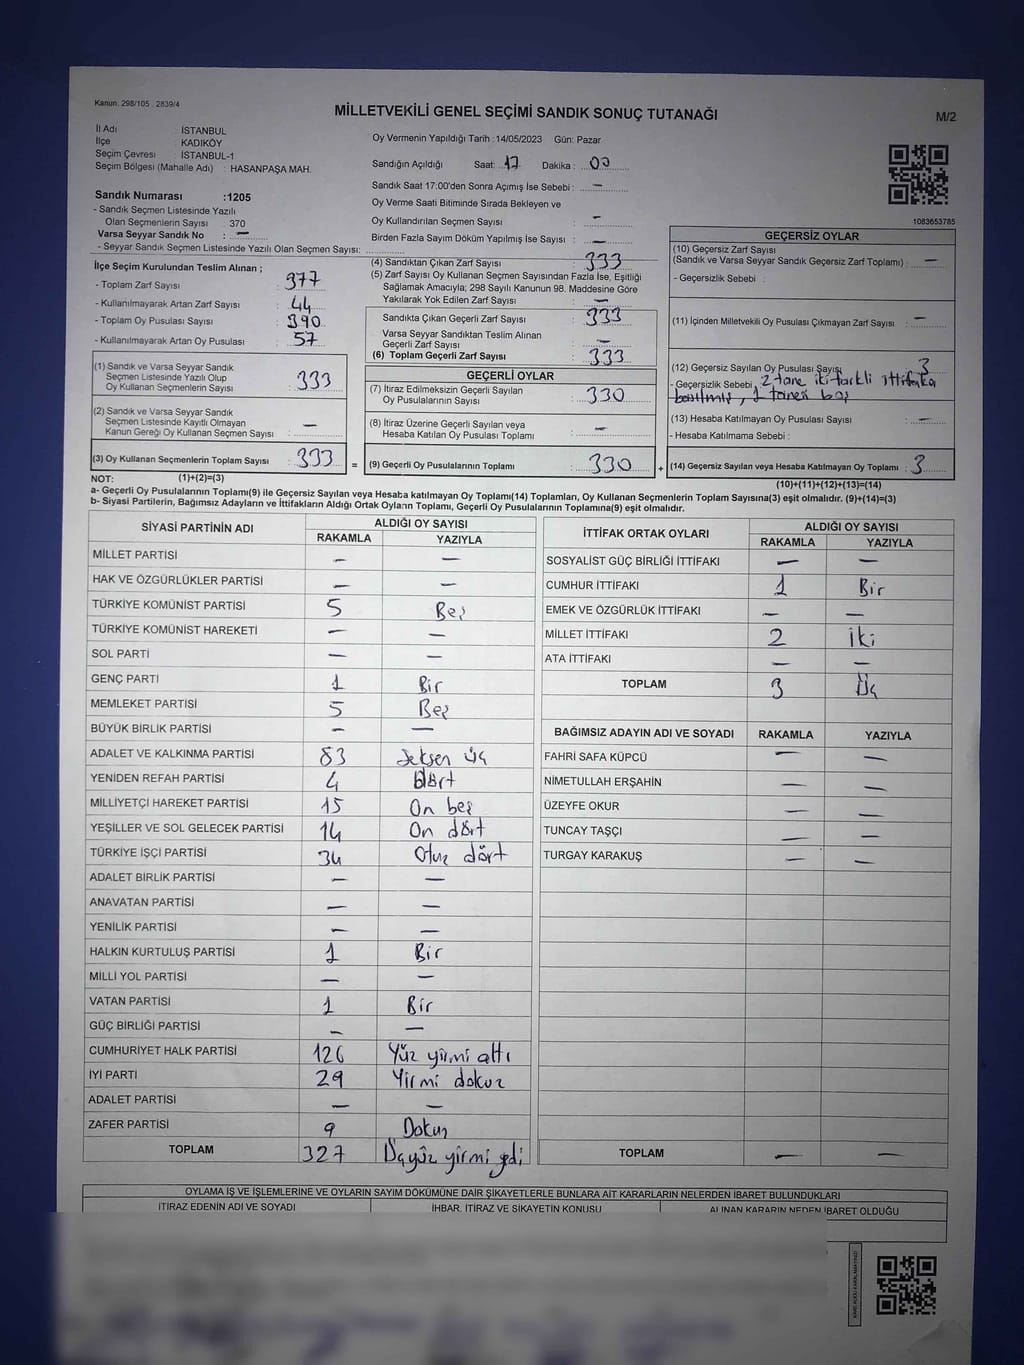 Kanun: 298/105 , 2839/4
MİLLETVEKİLİ GENEL SEÇİMİ SANDIK SONUÇ TUTANAĞI
M/2
İl Adı : İSTANBUL
İlçe KADIKÖY
Seçim Çevresi : İSTANBUL-1
Seçim Bölgesi (Mahalle Adı) : HASANPAŞA MAH.
Sandık Numarası :1205
- Sandık Seçmen Listesinde Yazılı
Olan Seçmenlerin Sayısı : 370
Varsa Seyyar Sandık No : —
- Seyyar Sandık Seçmen Listesinde Yazılı Olan Seçmen Sayısı:
İlçe Seçim Kurulundan Teslim Alınan ;
- Toplam Zarf Sayısı : 377
- Kullanılmayarak Artan Zarf Sayısı : 44
- Toplam Oy Pusulası Sayısı : 390
- Kullanılmayarak Artan Oy Pusulası : 57
Oy Vermenin Yapıldığı Tarih :14/05/2023 Gün: Pazar
Sandığın Açıldığı Saat: 17 Dakika :
Sandık Saat 17:00'den Sonra Açılmış İse Sebebi : —
Oy Verme Saati Bitiminde Sırada Bekleyen ve
Oy Kullandırılan Seçmen Sayısı : —
Birden Fazla Sayım Döküm Yapılmış İse Sayısı : —
(4) Sandıktan Çıkan Zarf Sayısı : 333
(5) Zarf Sayısı Oy Kullanan Seçmen Sayısından Fazla İse, Eşitliği
Sağlamak Amacıyla; 298 Sayılı Kanunun 98. Maddesine Göre
Yakılarak Yok Edilen Zarf Sayısı : —
Sandıkta Çıkan Geçerli Zarf Sayısı : 333
Varsa Seyyar Sandıktan Teslim Alınan
Geçerli Zarf Sayısı : —
(6) Toplam Geçerli Zarf Sayısı : 333
1083653785
GEÇERSİZ OYLAR
(10) Geçersiz Zarf Sayısı
(Sandık ve Varsa Seyyar Sandık Geçersiz Zarf Toplamı) : —
- Geçersizlik Sebebi :
(11) İçinden Milletvekili Oy Pusulası Çıkmayan Zarf Sayısı : —
(12) Geçersiz Sayılan Oy Pusulası Sayısı 3
- Geçersizlik Sebebi 2 tane iki farklı ittifaka
basılmış, 1 tanesi boş
(13) Hesaba Katılmayan Oy Pusulası Sayısı : —
- Hesaba Katılmama Sebebi :
(1) Sandık ve Varsa Seyyar Sandık
Seçmen Listesinde Yazılı Olup
Oy Kullanan Seçmenlerin Sayısı : 333
(2) Sandık ve Varsa Seyyar Sandık
Seçmen Listesinde Kayıtlı Olmayan
Kanun Gereği Oy Kullanan Seçmen Sayısı : —
GEÇERLİ OYLAR
(7) İtiraz Edilmeksizin Geçerli Sayılan
Oy Pusulalarının Sayısı : 330
(8) İtiraz Üzerine Geçerli Sayılan veya
Hesaba Katılan Oy Pusulası Toplamı : —
(3) Oy Kullanan Seçmenlerin Toplam Sayısı : 333 = (9) Geçerli Oy Pusulalarının Toplamı : 330 + (14) Geçersiz Sayılan veya Hesaba Katılmayan Oy Toplamı : 3
NOT: (1)+(2)=(3) (10)+(11)+(12)+(13)=(14)
a- Geçerli Oy Pusulalarının Toplamı(9) ile Geçersiz Sayılan veya Hesaba katılmayan Oy Toplamı(14) Toplamları, Oy Kullanan Seçmenlerin Toplam Sayısına(3) eşit olmalıdır. (9)+(14)=(3)
b- Siyasi Partilerin, Bağımsız Adayların ve İttifakların Aldığı Ortak Oyların Toplamı, Geçerli Oy Pusulalarının Toplamına(9) eşit olmalıdır.
SİYASİ PARTİNİN ADI ALDIĞI OY SAYISI
RAKAMLA YAZIYLA
MİLLET PARTİSİ — —
HAK VE ÖZGÜRLÜKLER PARTİSİ — —
TÜRKİYE KOMÜNİST PARTİSİ 5 Beş
TÜRKİYE KOMÜNİST HAREKETİ — —
SOL PARTİ — —
GENÇ PARTİ 1 Bir
MEMLEKET PARTİSİ 5 Beş
BÜYÜK BİRLİK PARTİSİ — —
ADALET VE KALKINMA PARTİSİ 83 Seksen üç
YENİDEN REFAH PARTİSİ 4 Dört
MİLLİYETÇİ HAREKET PARTİSİ 15 On beş
YEŞİLLER VE SOL GELECEK PARTİSİ 14 On dört
TÜRKİYE İŞÇİ PARTİSİ 34 Otuz dört
ADALET BİRLİK PARTİSİ — —
ANAVATAN PARTİSİ — —
YENİLİK PARTİSİ — —
HALKIN KURTULUŞ PARTİSİ 1 Bir
MİLLİ YOL PARTİSİ — —
VATAN PARTİSİ 1 Bir
GÜÇ BİRLİĞİ PARTİSİ — —
CUMHURİYET HALK PARTİSİ 126 Yüz yirmi altı
İYİ PARTİ 29 Yirmi dokuz
ADALET PARTİSİ — —
ZAFER PARTİSİ 9 Dokuz
TOPLAM 327 Üçyüz yirmi yedi
İTTİFAK ORTAK OYLARI ALDIĞI OY SAYISI
RAKAMLA YAZIYLA
SOSYALİST GÜÇ BİRLİĞİ İTTİFAKI — —
CUMHUR İTTİFAKI 1 Bir
EMEK VE ÖZGÜRLÜK İTTİFAKI — —
MİLLET İTTİFAKI 2 İki
ATA İTTİFAKI — —
TOPLAM 3 Üç
BAĞIMSIZ ADAYIN ADI VE SOYADI RAKAMLA YAZIYLA
FAHRİ SAFA KÜPCÜ — —
NİMETULLAH ERŞAHİN — —
ÜZEYFE OKUR — —
TUNCAY TAŞÇI — —
TURGAY KARAKUŞ — —
TOPLAM — —
OYLAMA İŞ VE İŞLEMLERİNE VE OYLARIN SAYIM DÖKÜMÜNE DAİR ŞİKAYETLERLE BUNLARA AİT KARARLARIN NELERDEN İBARET BULUNDUKLARI
İTİRAZ EDENİN ADI VE SOYADI İHBAR, İTİRAZ VE ŞİKAYETİN KONUSU ALINAN KARARIN NEDEN İBARET OLDUĞU